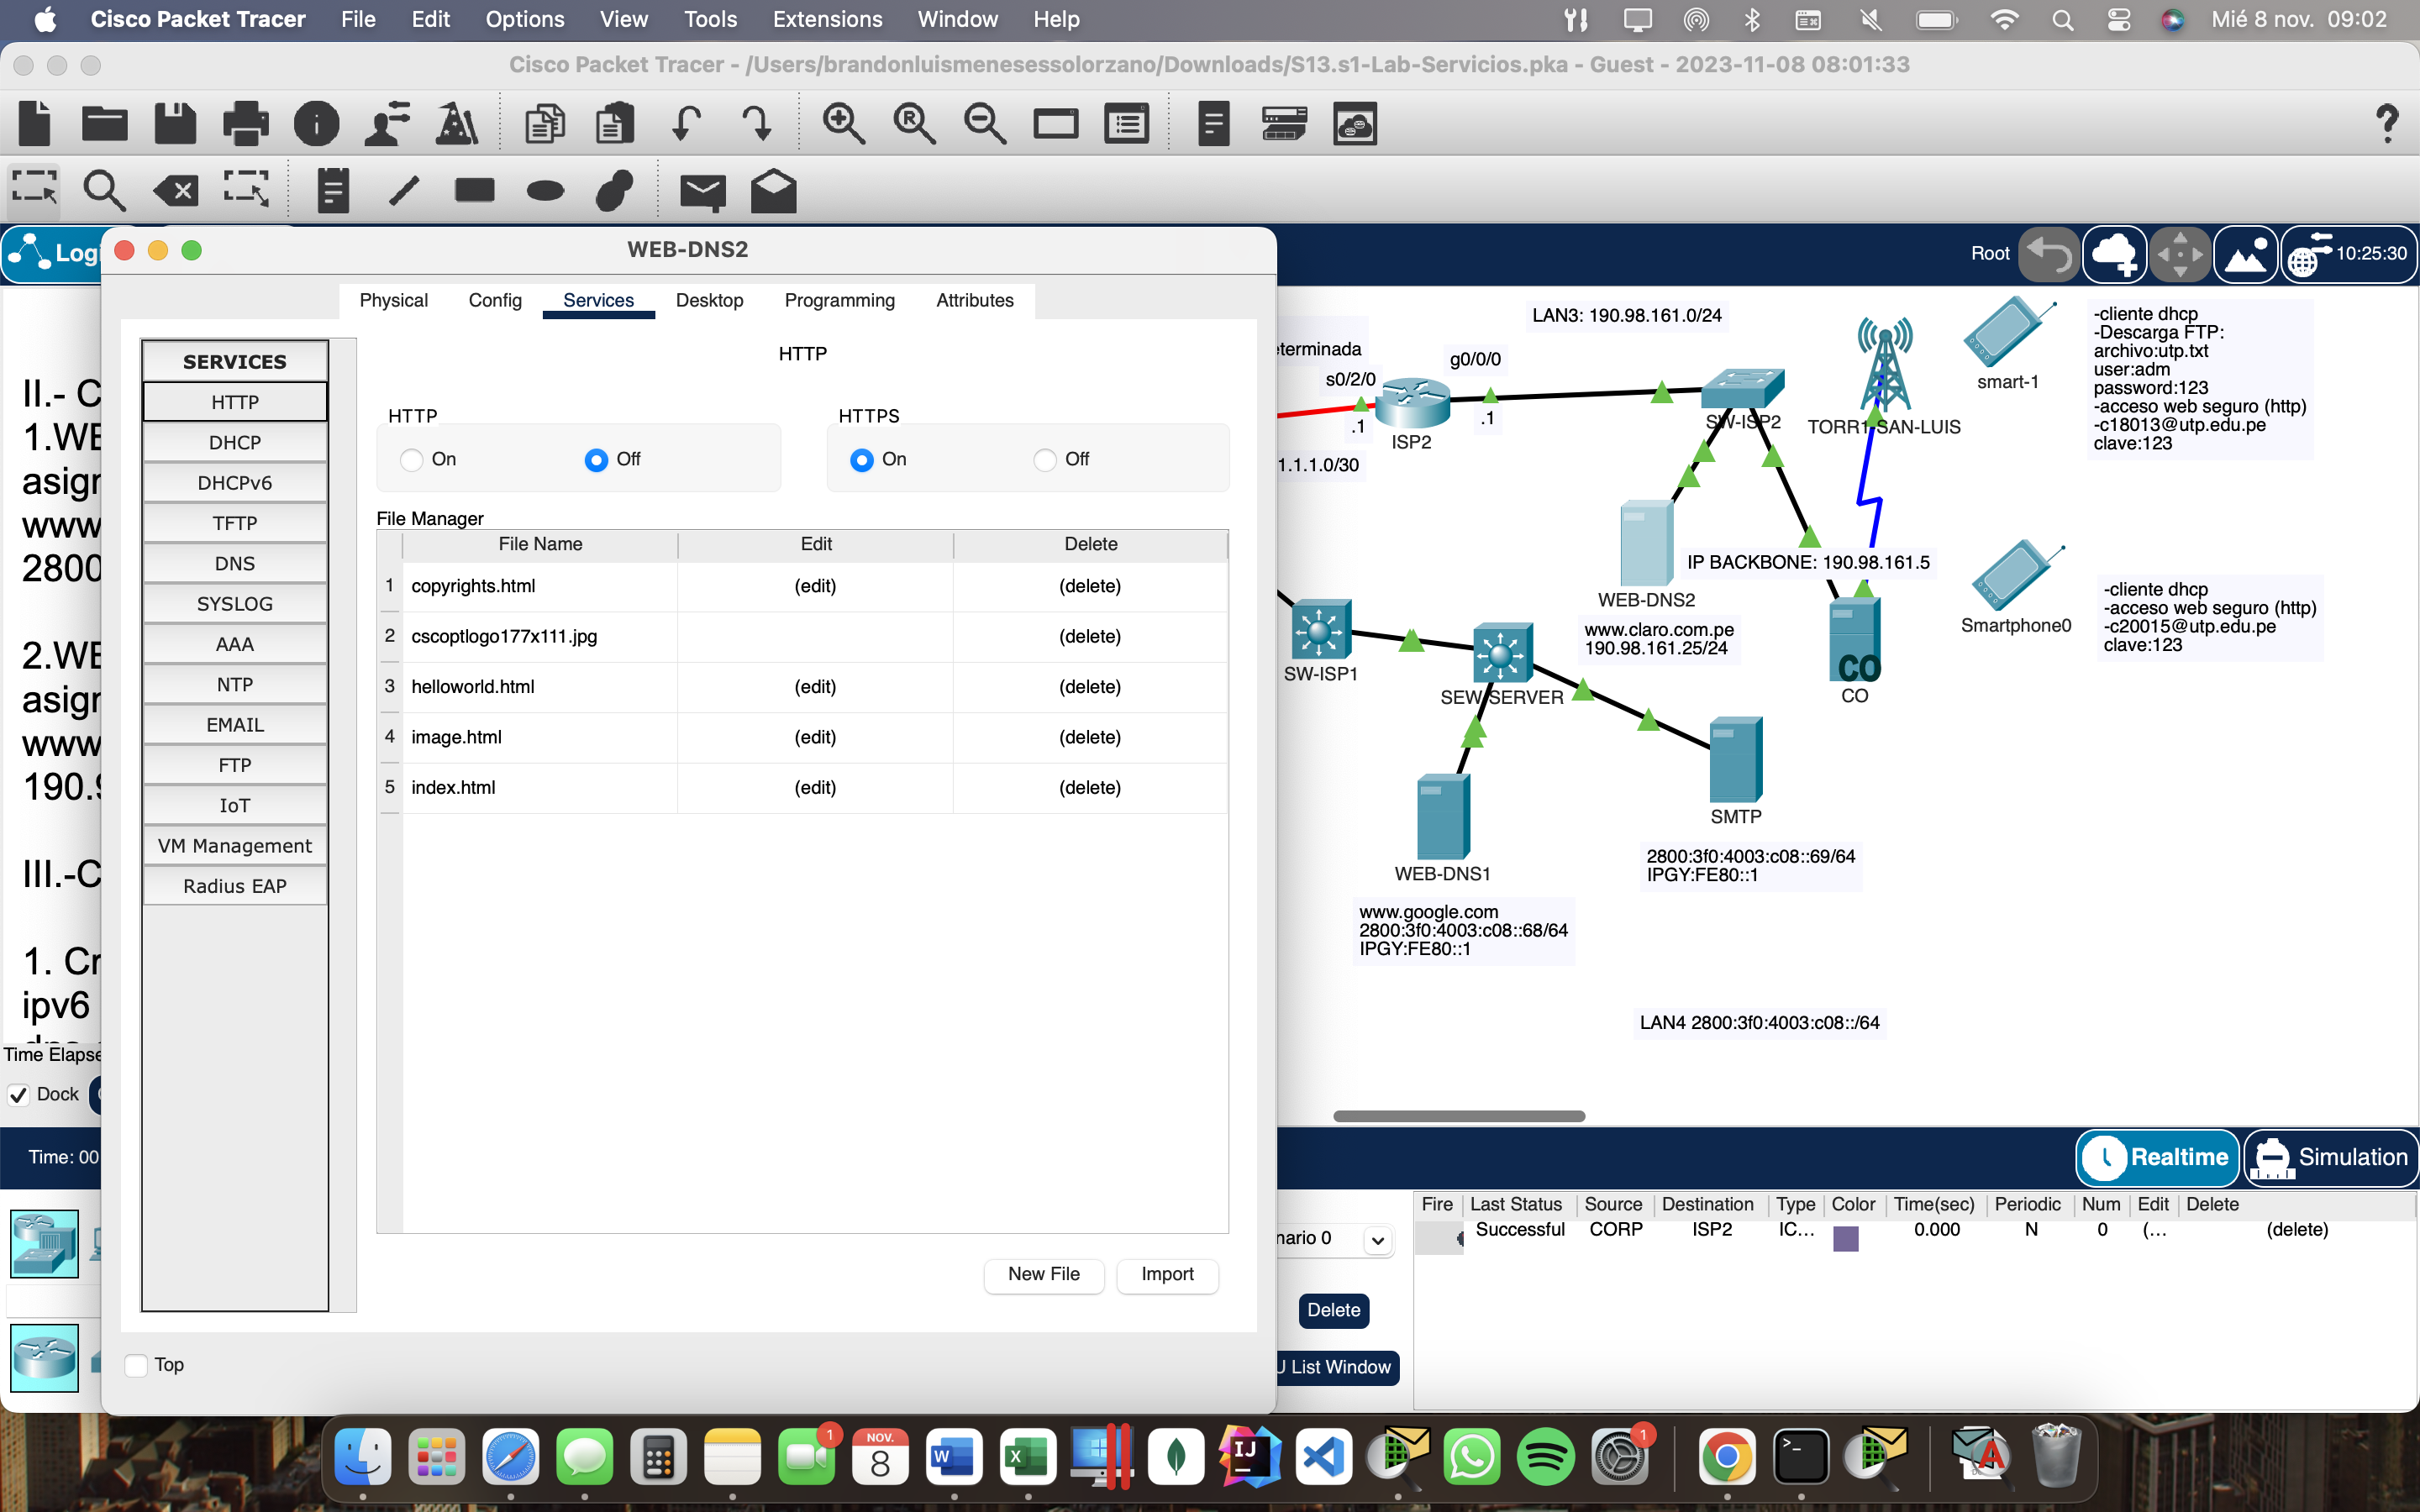 Cisco Packet Tracer File Edit Options View Tools Extensions Window Help Mié 8 nov. 09:02
Cisco Packet Tracer - /Users/brandonluismenesessolorzano/Downloads/S13.s1-Lab-Servicios.pka - Guest - 2023-11-08 08:01:33
Logi
Root
10:25:30
WEB-DNS2
Physical Config Services Desktop Programming Attributes
SERVICES
HTTP
DHCP
DHCPv6
TFTP
DNS
SYSLOG
AAA
NTP
EMAIL
FTP
IoT
VM Management
Radius EAP
HTTP
HTTP
On Off
HTTPS
On Off
File Manager
File Name Edit Delete
1 copyrights.html (edit) (delete)
2 cscoptlogo177x111.jpg (delete)
3 helloworld.html (edit) (delete)
4 image.html (edit) (delete)
5 index.html (edit) (delete)
New File Import
Top
II.- C
1.WE
asigr
www
2800
2.WE
asigr
www
190.9
III.-C
1. Cr
ipv6
Time Elapse
Dock
Time: 00
terminada
s0/2/0
g0/0/0
.1
.1
ISP2
1.1.1.0/30
LAN3: 190.98.161.0/24
SW-ISP2
TORR1 SAN-LUIS
smart-1
-cliente dhcp
-Descarga FTP:
archivo:utp.txt
user:adm
password:123
-acceso web seguro (http)
-c18013@utp.edu.pe
clave:123
IP BACKBONE: 190.98.161.5
WEB-DNS2
www.claro.com.pe
190.98.161.25/24
CO
CO
Smartphone0
-cliente dhcp
-acceso web seguro (http)
-c20015@utp.edu.pe
clave:123
SW-ISP1
SEW-SERVER
SMTP
2800:3f0:4003:c08::69/64
IPGY:FE80::1
WEB-DNS1
www.google.com
2800:3f0:4003:c08::68/64
IPGY:FE80::1
LAN4 2800:3f0:4003:c08::/64
Realtime Simulation
nario 0
Delete
U List Window
Fire Last Status Source Destination Type Color Time(sec) Periodic Num Edit Delete
Successful CORP ISP2 IC... 0.000 N 0 (... (delete)
1
NOV.
8
W
X
IJ
1